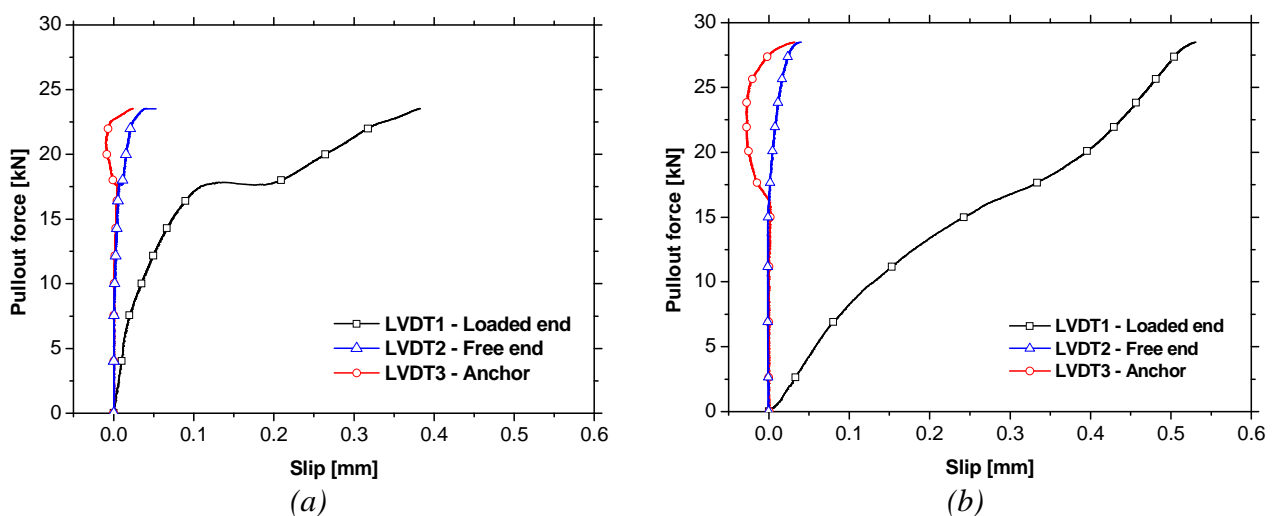 30
25
20
15
10
5
0
Pullout force [kN]
LVDT1 - Loaded end
LVDT2 - Free end
LVDT3 - Anchor
0.0 0.1 0.2 0.3 0.4 0.5 0.6
Slip [mm]
(a)
30
25
20
15
10
5
0
Pullout force [kN]
LVDT1 - Loaded end
LVDT2 - Free end
LVDT3 - Anchor
0.0 0.1 0.2 0.3 0.4 0.5 0.6
Slip [mm]
(b)